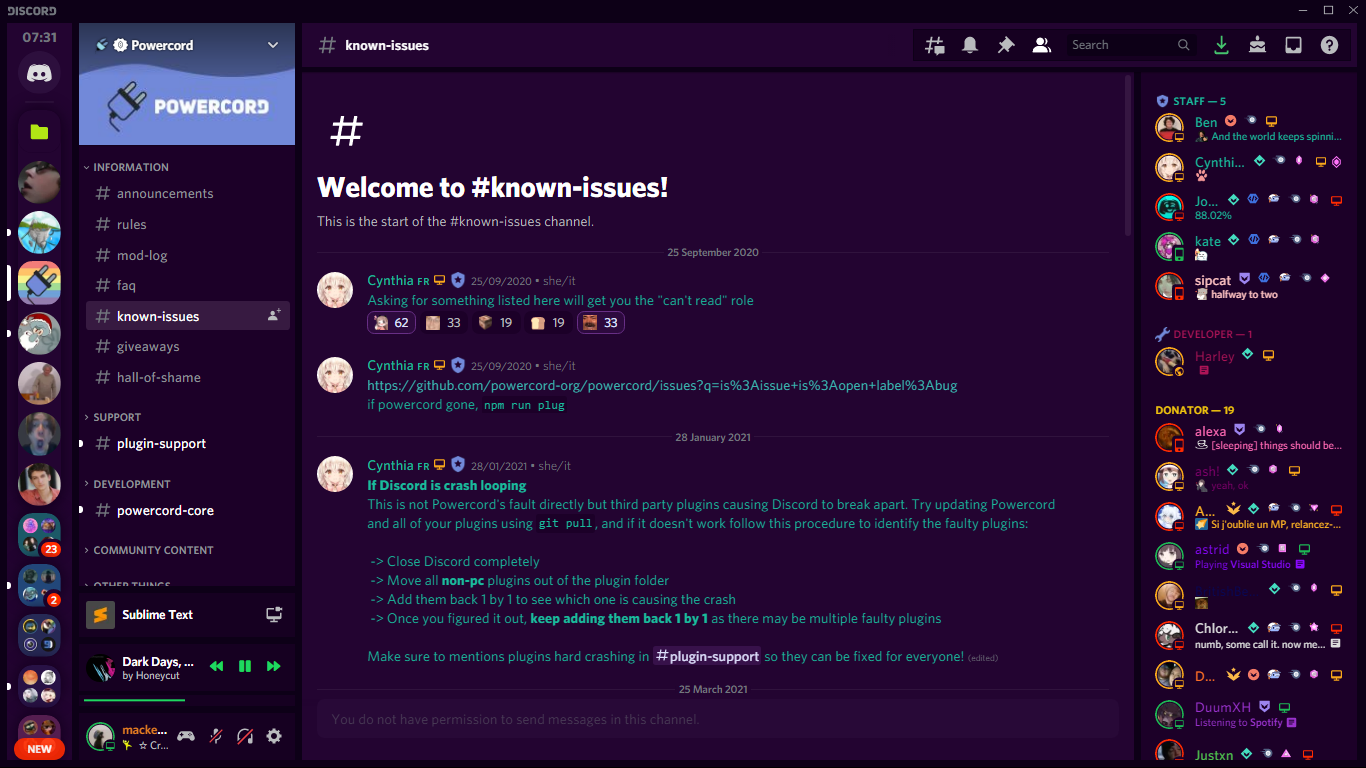 DISCORD
07:31
23
2
NEW
Powercord
POWERCORD
INFORMATION
announcements
rules
mod-log
faq
known-issues
giveaways
hall-of-shame
SUPPORT
plugin-support
DEVELOPMENT
powercord-core
COMMUNITY CONTENT
OTHER THINGS
Sublime Text
Dark Days, ...
by Honeycut
macke...
☆ Cr...
known-issues
Search
#
Welcome to #known-issues!
This is the start of the #known-issues channel.
25 September 2020
Cynthia FR 25/09/2020 • she/it
Asking for something listed here will get you the "can't read" role
62 33 19 19 33
Cynthia FR 25/09/2020 • she/it
https://github.com/powercord-org/powercord/issues?q=is%3Aissue+is%3Aopen+label%3Abug
if powercord gone, npm run plug
28 January 2021
Cynthia FR 28/01/2021 • she/it
If Discord is crash looping
This is not Powercord's fault directly but third party plugins causing Discord to break apart. Try updating Powercord
and all of your plugins using git pull, and if it doesn't work follow this procedure to identify the faulty plugins:
-> Close Discord completely
-> Move all non-pc plugins out of the plugin folder
-> Add them back 1 by 1 to see which one is causing the crash
-> Once you figured it out, keep adding them back 1 by 1 as there may be multiple faulty plugins
Make sure to mentions plugins hard crashing in #plugin-support so they can be fixed for everyone! (edited)
25 March 2021
You do not have permission to send messages in this channel.
STAFF — 5
Ben
And the world keeps spinni...
Cynthi...
Jo...
88.02%
kate
sipcat
halfway to two
DEVELOPER — 1
Harley
DONATOR — 19
alexa
[sleeping] things should be...
ash!
yeah. ok
A...
Si j'oublie un MP, relancez-...
astrid
Playing Visual Studio
Chlor...
numb, some call it. now me...
D...
DuumXH
Listening to Spotify
Justxn